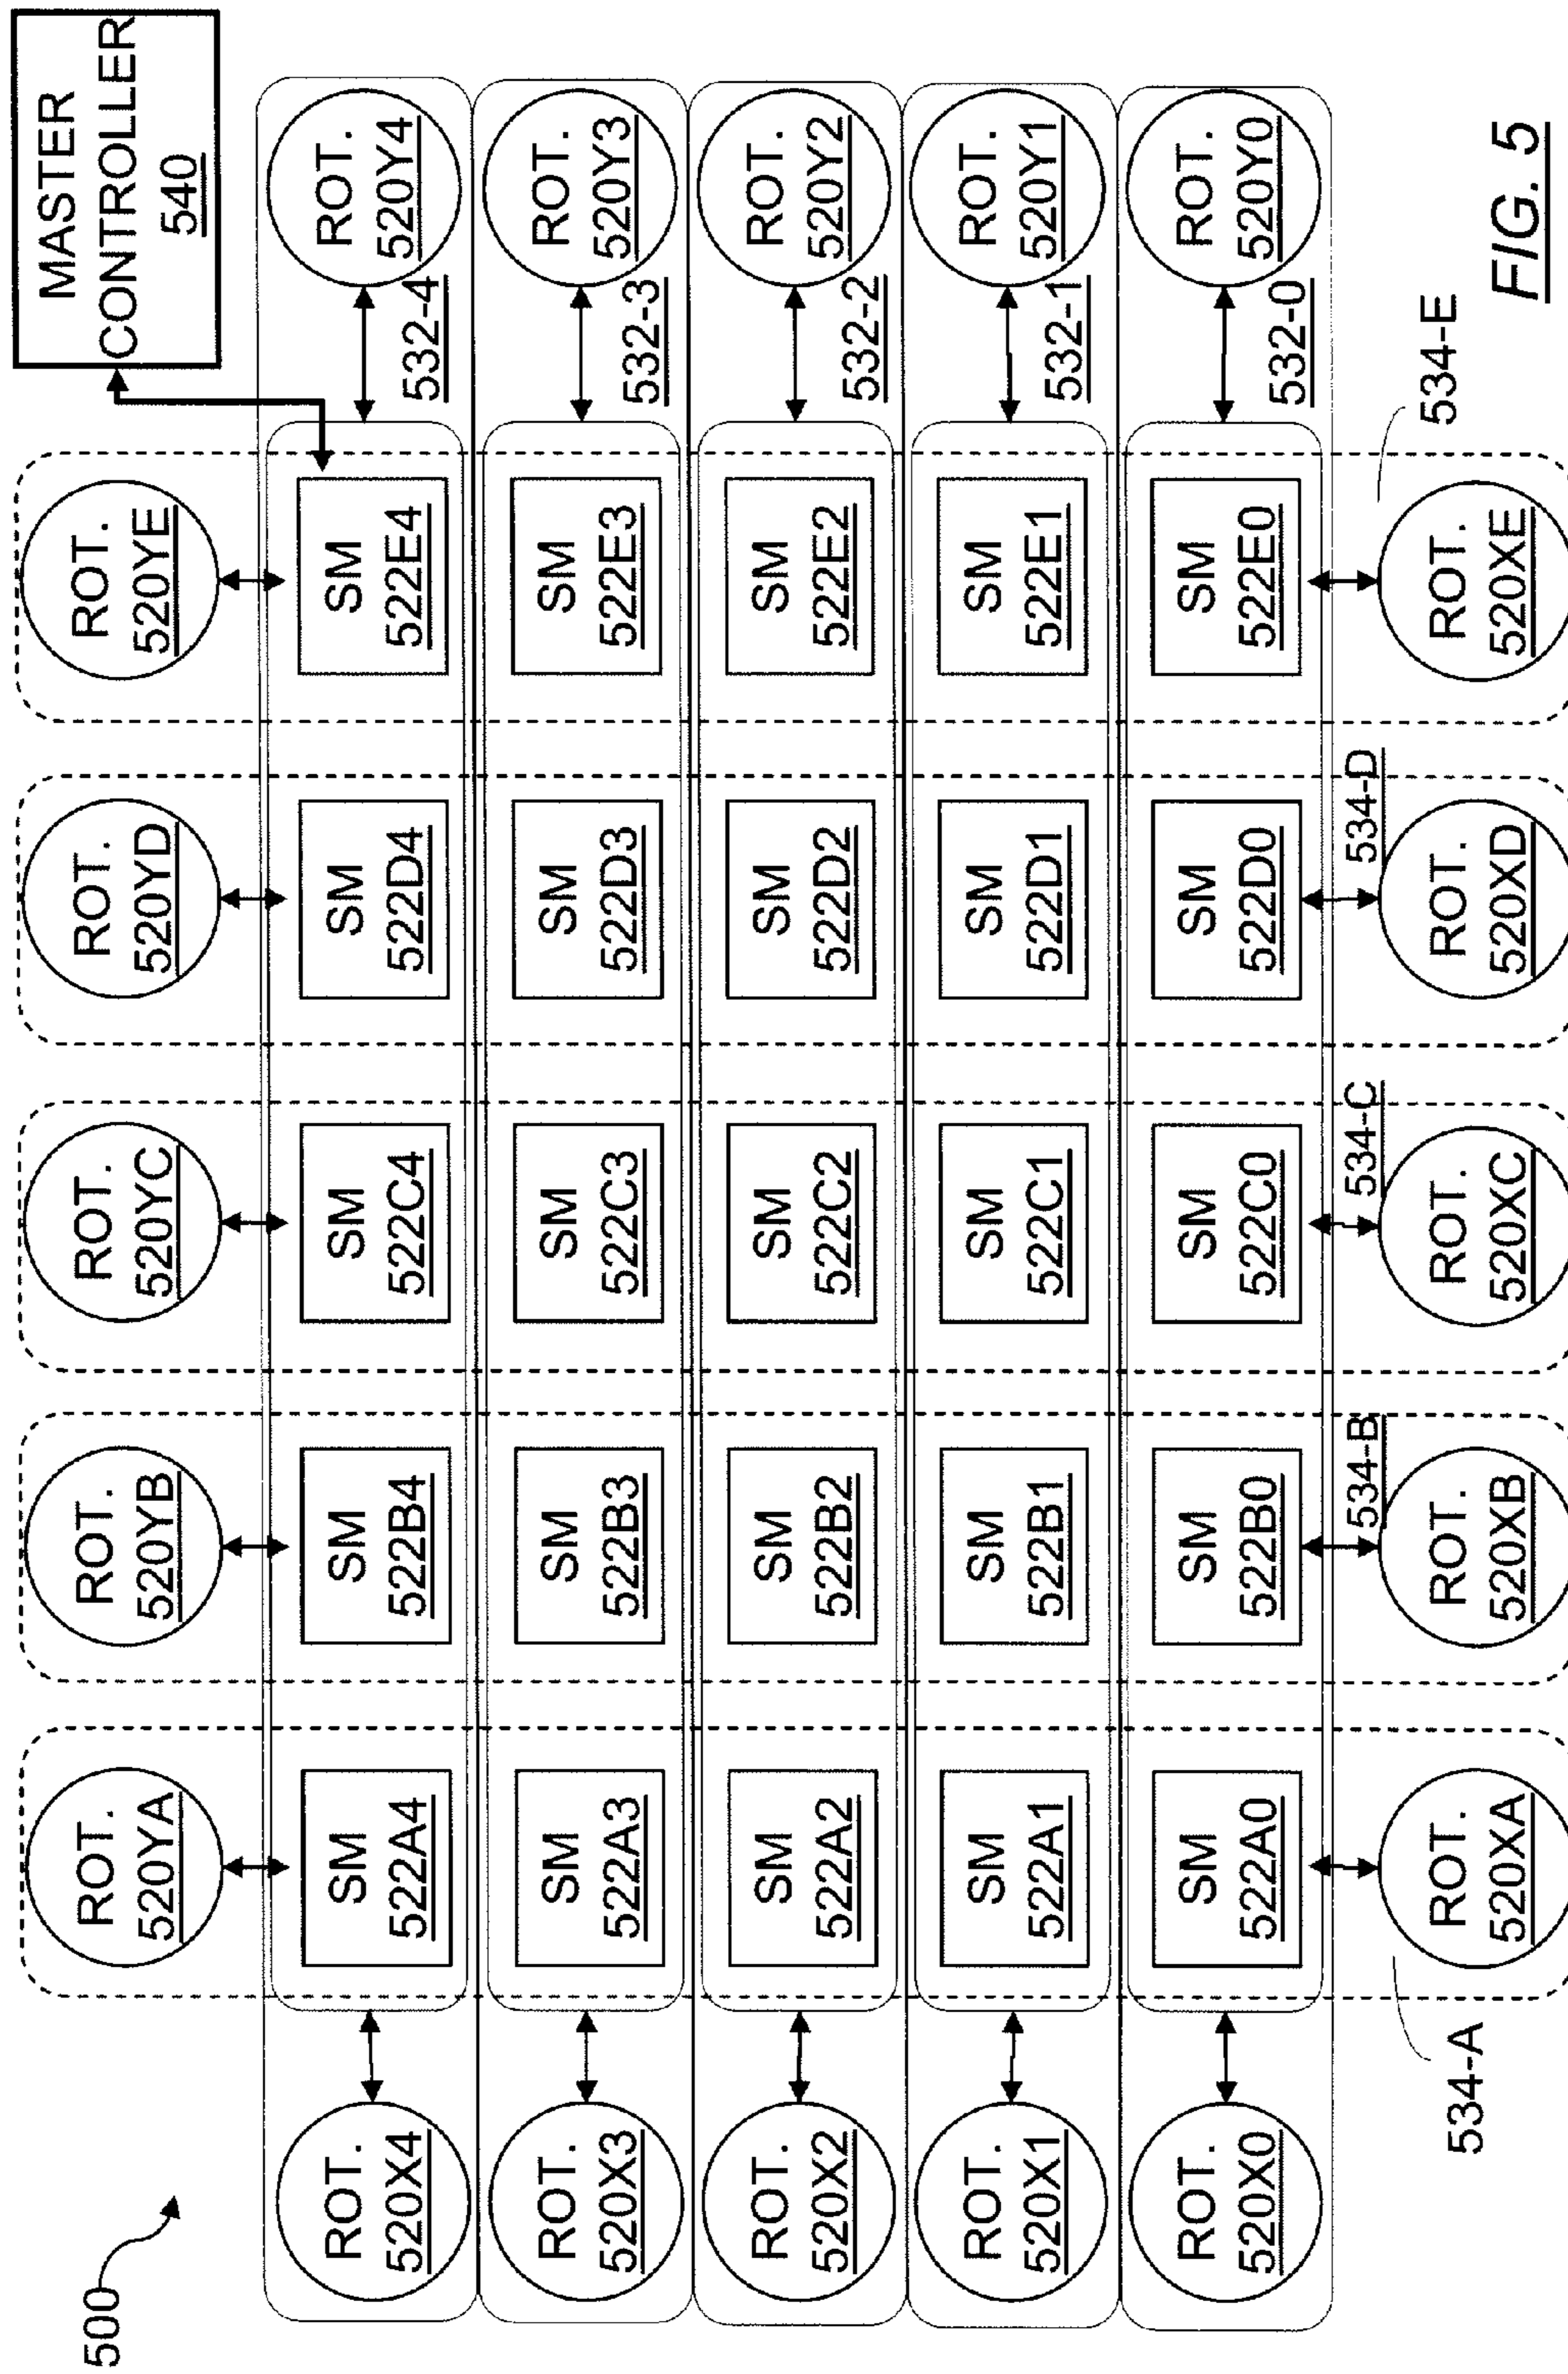 500
ROT.
520YA
ROT.
520YB
ROT.
520YC
ROT.
520YD
ROT.
520YE
MASTER
CONTROLLER
540
ROT.
520X4
SM
522A4
SM
522B4
SM
522C4
SM
522D4
SM
522E4
532-4
ROT.
520Y4
ROT.
520X3
SM
522A3
SM
522B3
SM
522C3
SM
522D3
SM
522E3
532-3
ROT.
520Y3
ROT.
520X2
SM
522A2
SM
522B2
SM
522C2
SM
522D2
SM
522E2
532-2
ROT.
520Y2
ROT.
520X1
SM
522A1
SM
522B1
SM
522C1
SM
522D1
SM
522E1
532-1
ROT.
520Y1
ROT.
520X0
SM
522A0
SM
522B0
SM
522C0
SM
522D0
SM
522E0
532-0
ROT.
520Y0
534-A
ROT.
520XA
534-B
ROT.
520XB
534-C
ROT.
520XC
534-D
ROT.
520XD
534-E
ROT.
520XE
FIG. 5